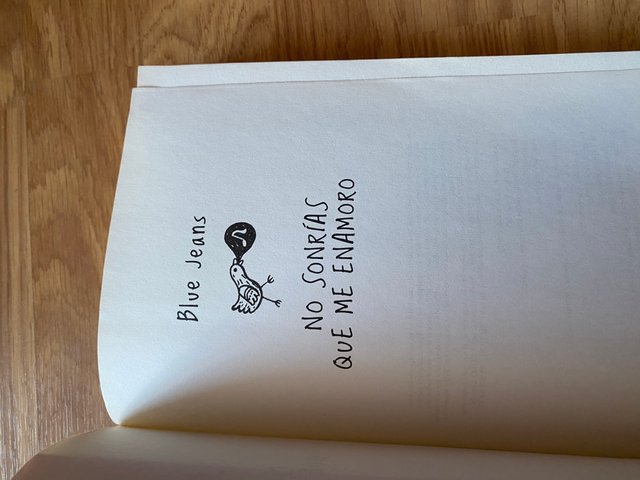 Blue Jeans
NO SONRÍAS
QUE ME ENAMORO